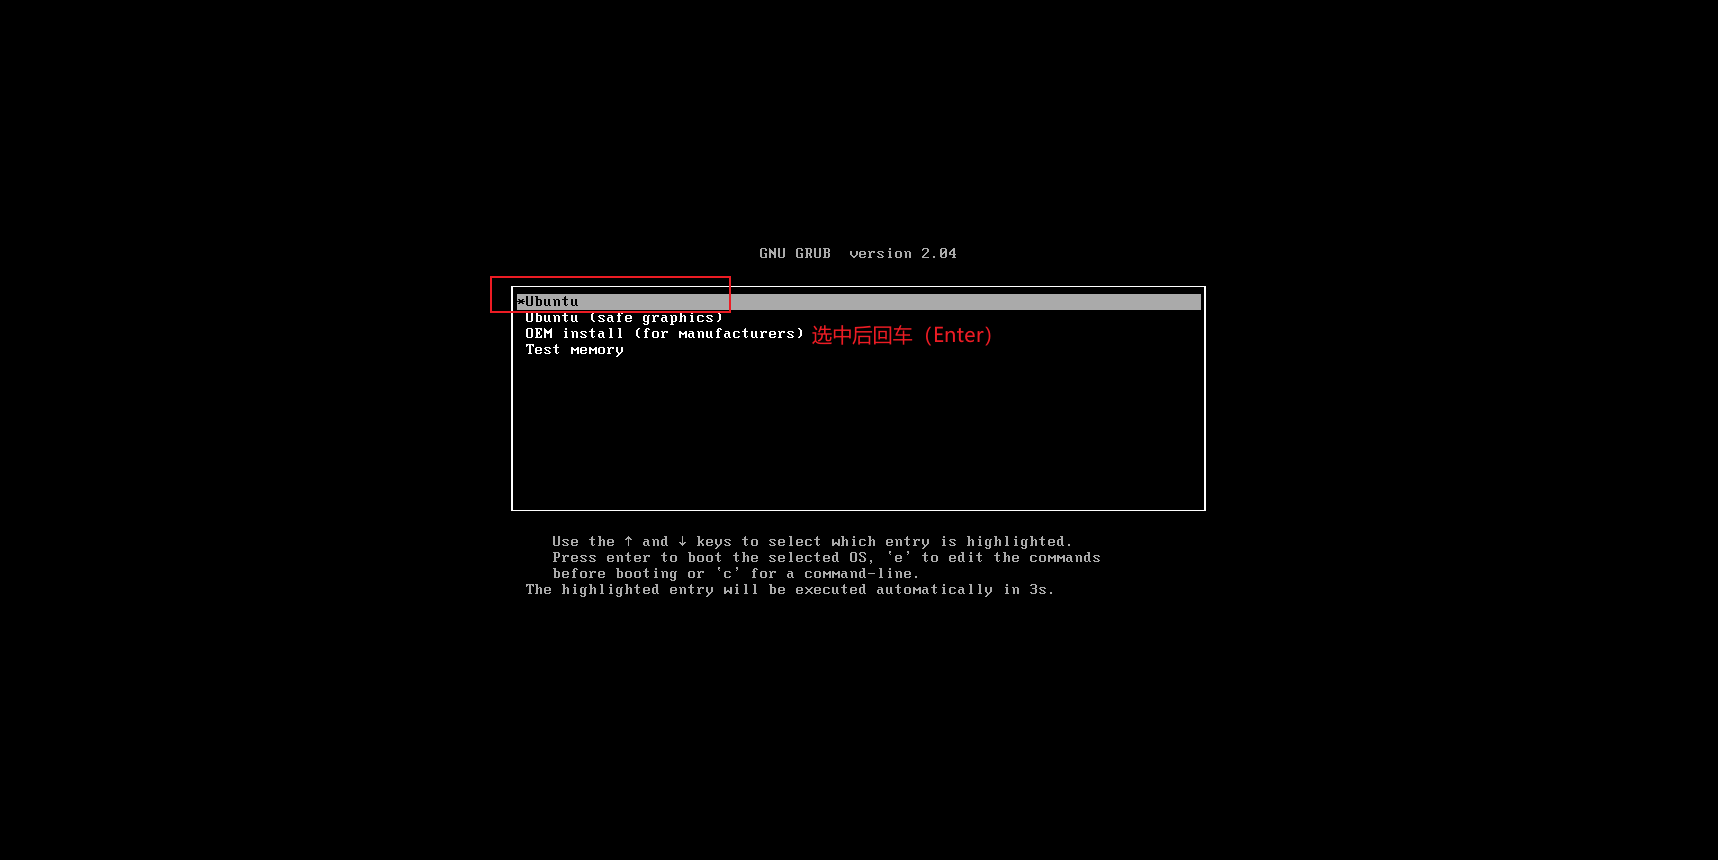 GNU GRUB  version 2.04
*Ubuntu
Ubuntu (safe graphics)
OEM install (for manufacturers) 选中后回车（Enter）
Test memory
Use the ↑ and ↓ keys to select which entry is highlighted.
Press enter to boot the selected OS, `e' to edit the commands
before booting or `c' for a command-line.
The highlighted entry will be executed automatically in 3s.